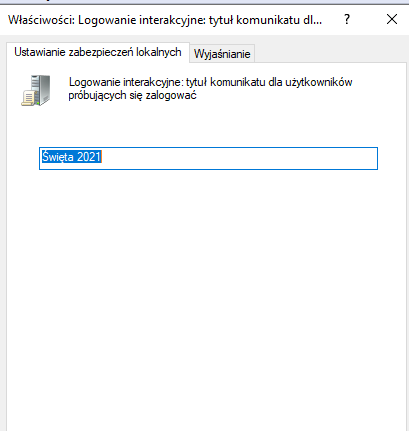 Właściwości: Logowanie interakcyjne: tytuł komunikatu dl... ?
Ustawianie zabezpieczeń lokalnych Wyjaśnianie
Logowanie interakcyjne: tytuł komunikatu dla użytkowników
próbujących się zalogować
Święta 2021